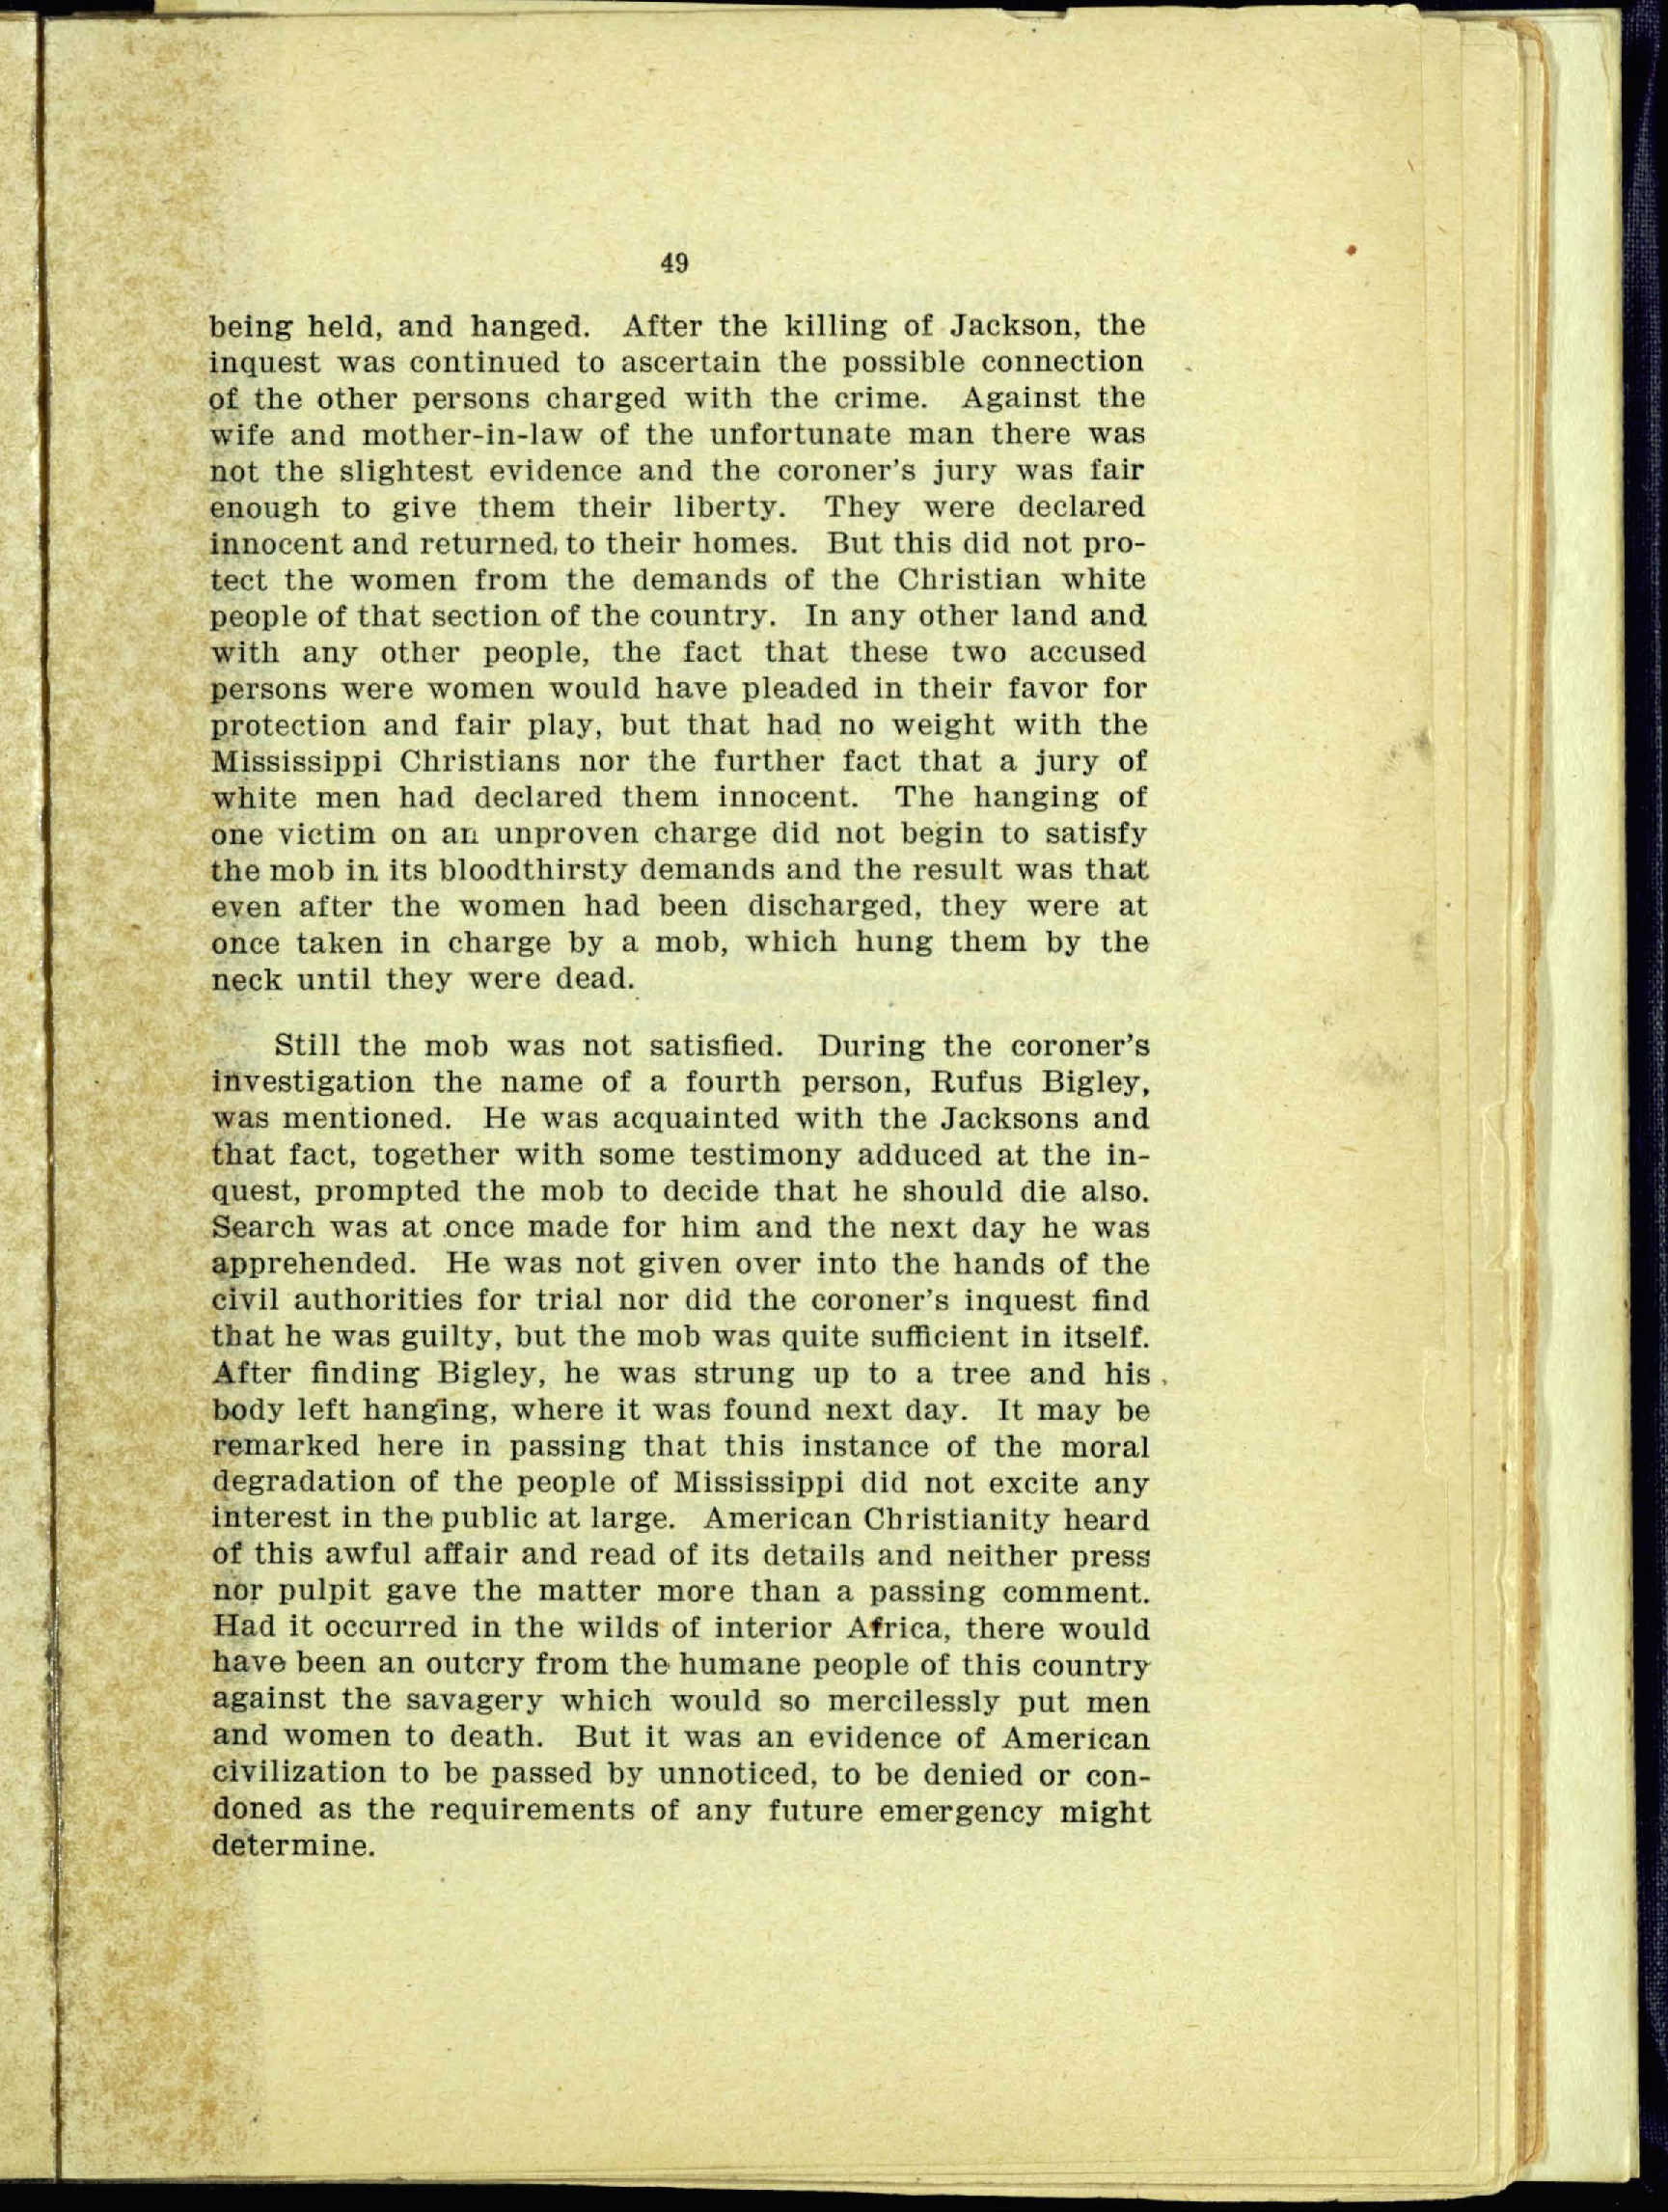 49
being held, and hanged. After the killing of Jackson, the
inquest was continued to ascertain the possible connection
of the other persons charged with the crime. Against the
wife and mother-in-law of the unfortunate man there was
not the slightest evidence and the coroner's jury was fair
enough to give them their liberty. They were declared
innocent and returned, to their homes. But this did not pro-
tect the women from the demands of the Christian white
people of that section of the country. In any other land and
with any other people, the fact that these two accused
persons were women would have pleaded in their favor for
protection and fair play, but that had no weight with the
Mississippi Christians nor the further fact that a jury of
white men had declared them innocent. The hanging of
one victim on an unproven charge did not begin to satisfy
the mob in its bloodthirsty demands and the result was that
even after the women had been discharged, they were at
once taken in charge by a mob, which hung them by the
neck until they were dead.
Still the mob was not satisfied. During the coroner's
investigation the name of a fourth person, Rufus Bigley,
was mentioned. He was acquainted with the Jacksons and
that fact, together with some testimony adduced at the in-
quest, prompted the mob to decide that he should die also.
Search was at once made for him and the next day he was
apprehended. He was not given over into the hands of the
civil authorities for trial nor did the coroner's inquest find
that he was guilty, but the mob was quite sufficient in itself.
After finding Bigley, he was strung up to a tree and his
body left hanging, where it was found next day. It may be
remarked here in passing that this instance of the moral
degradation of the people of Mississippi did not excite any
interest in the public at large. American Christianity heard
of this awful affair and read of its details and neither press
nor pulpit gave the matter more than a passing comment.
Had it occurred in the wilds of interior Africa, there would
have been an outcry from the humane people of this country
against the savagery which would so mercilessly put men
and women to death. But it was an evidence of American
civilization to be passed by unnoticed, to be denied or con-
doned as the requirements of any future emergency might
determine.